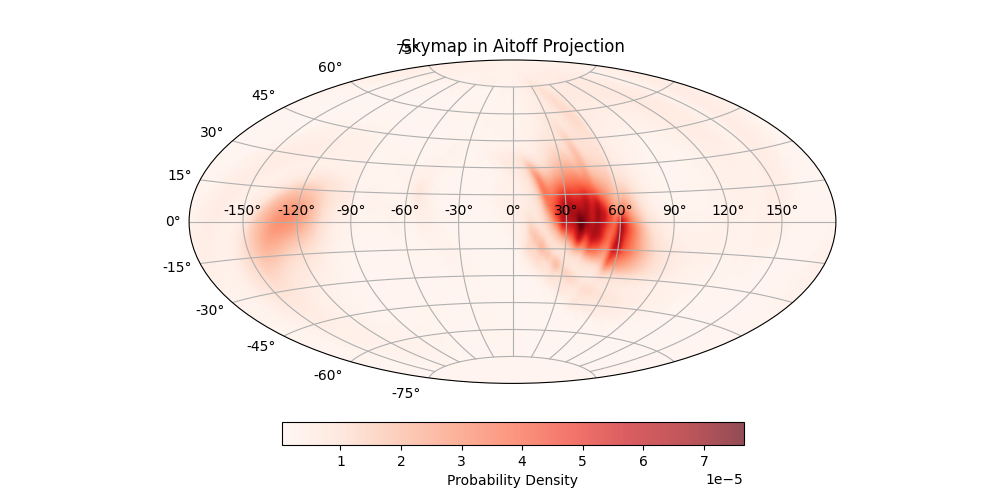 Skymap in Aitoff Projection
75°
60°
45°
30°
15°
-150° -120° -90° -60° -30° 0° 30° 60° 90° 120° 150°
0°
-15°
-30°
-45°
-60°
-75°
1 2 3 4 5 6 7
1e−5
Probability Density